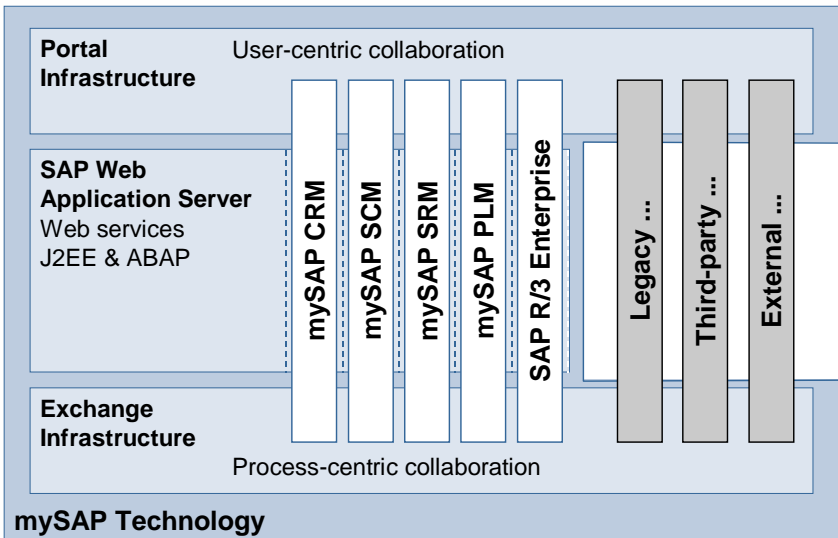 Portal
Infrastructure
User-centric collaboration
SAP Web
Application Server
Web services
J2EE & ABAP
mySAP CRM
mySAP SCM
mySAP SRM
mySAP PLM
SAP R/3 Enterprise
Legacy ...
Third-party ...
External ...
Exchange
Infrastructure
Process-centric collaboration
mySAP Technology